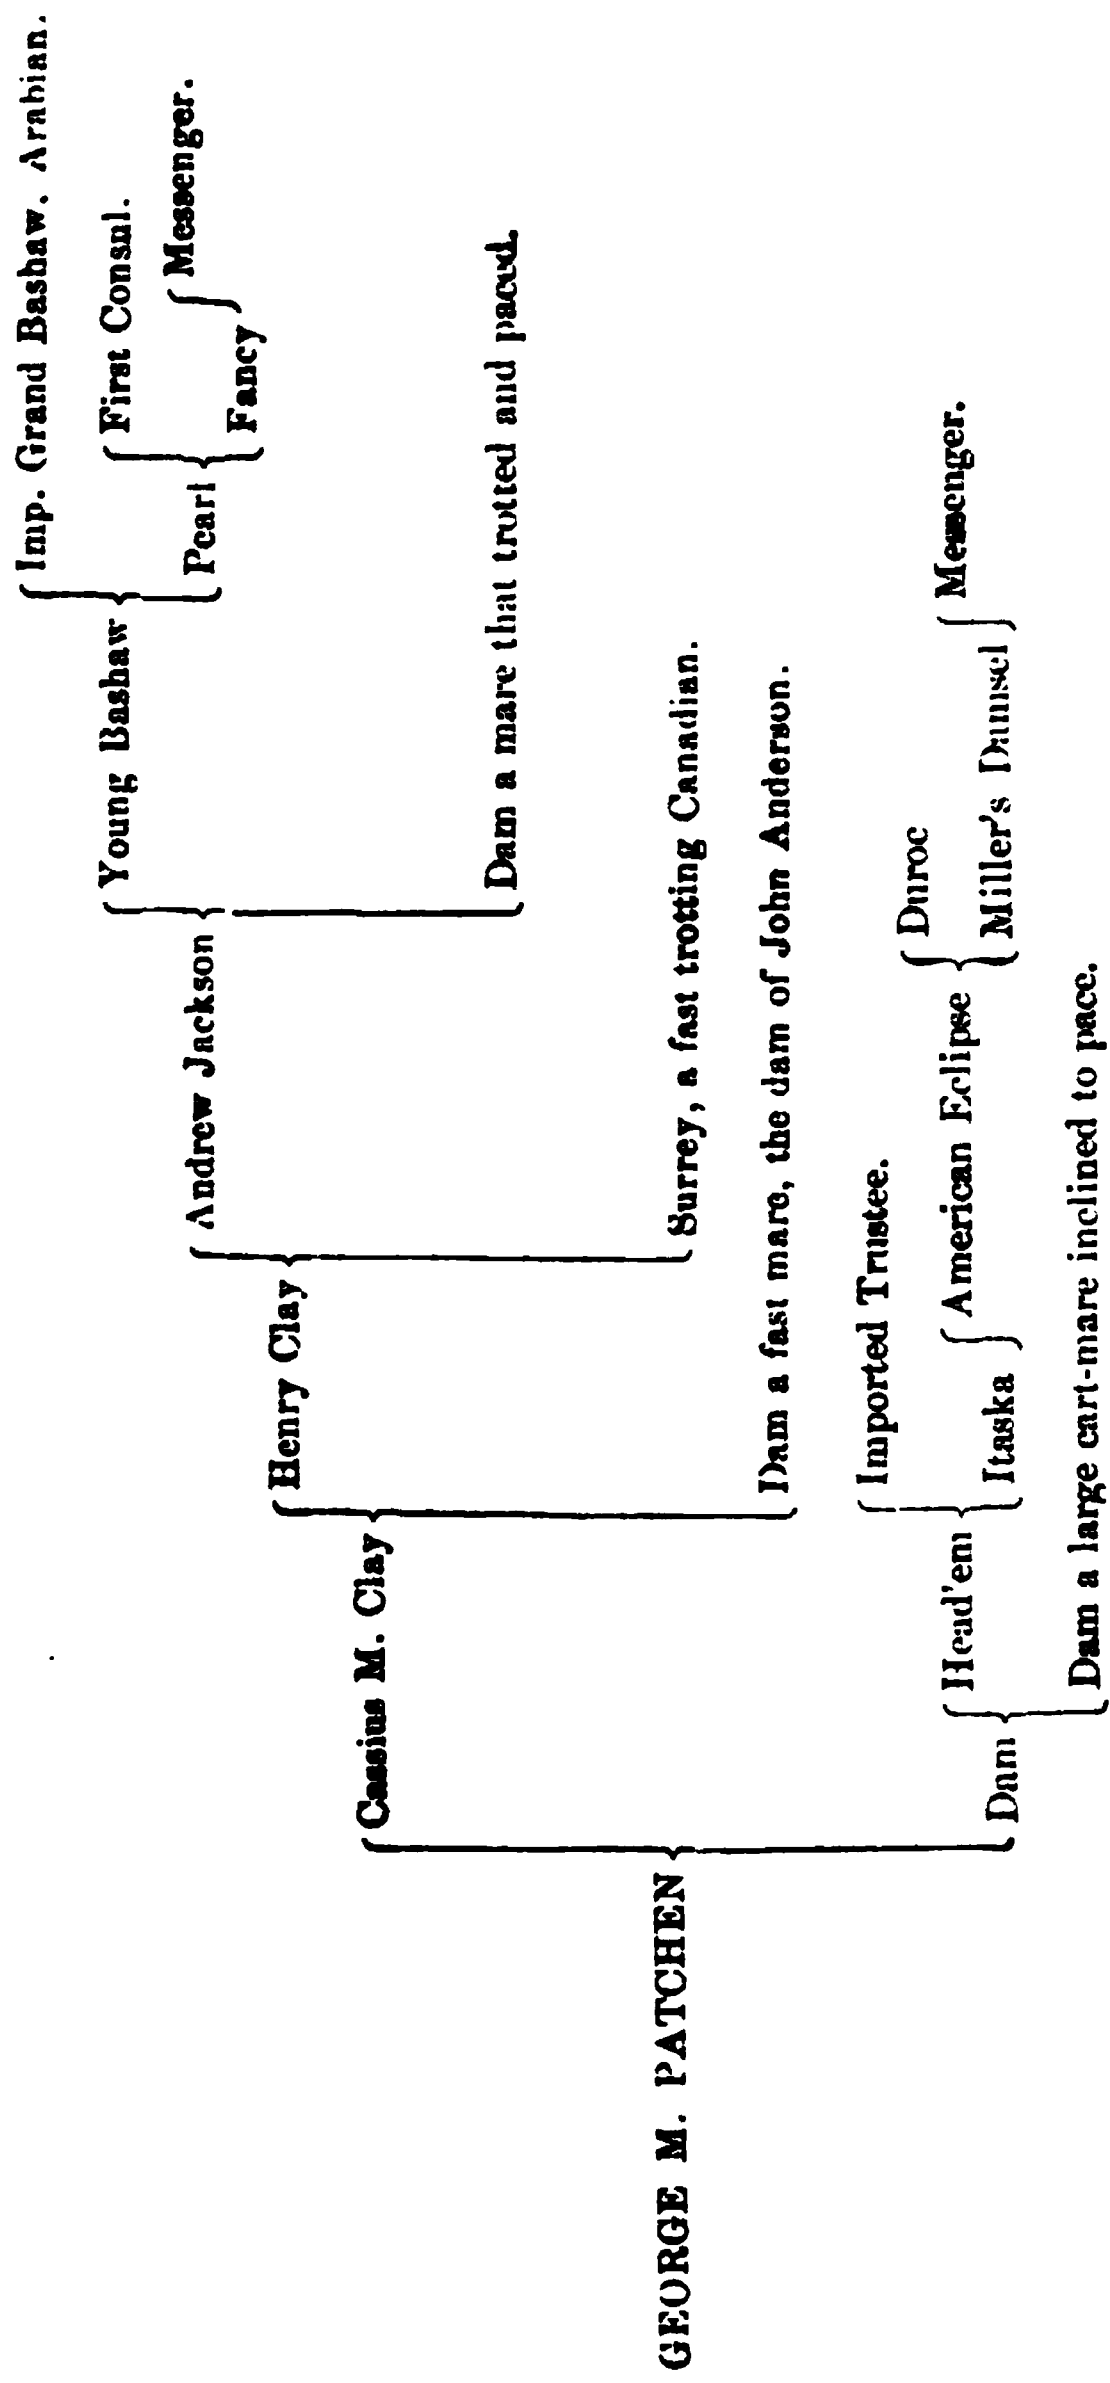 Imp. Grand Bashaw. Arabian.
Young Bashaw
First Consul.
Pearl
Messenger.
Fancy
Andrew Jackson
Dam a mare that trotted and paced.
Henry Clay
Surrey, a fast trotting Canadian.
Cassius M. Clay
Dam a fast mare, the dam of John Anderson.
GEORGE M. PATCHEN
Imported Trustee.
Head'em
Duroc
American Eclipse
Messenger.
Miller's Damsel
Itaska
Dam
Dam a large cart-mare inclined to pace.